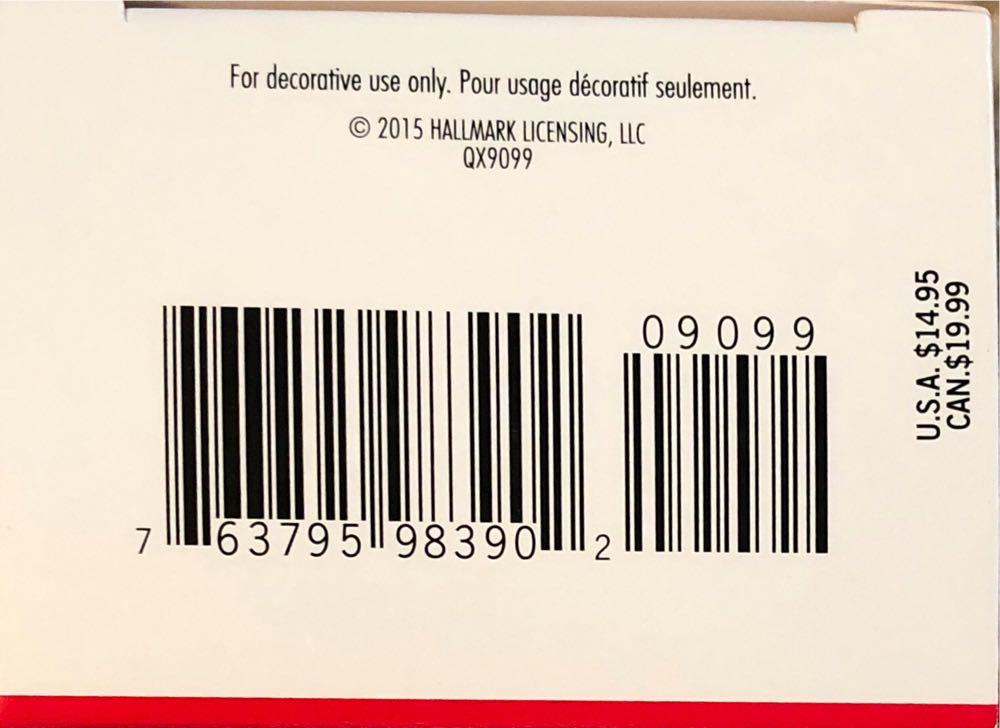 For decorative use only. Pour usage décoratif seulement.
© 2015 HALLMARK LICENSING, LLC
QX9099
09099
7 63795 98390 2
U.S.A. $14.95
CAN.$19.99